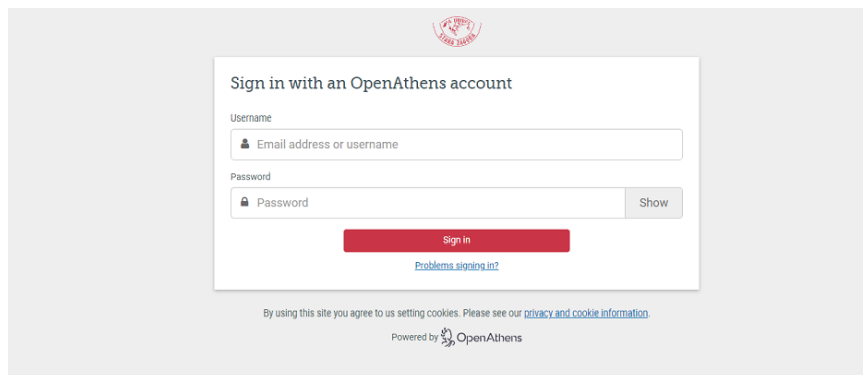 STARA ZAGORA
Sign in with an OpenAthens account
Username
Email address or username
Password
Password
Show
Sign in
Problems signing in?
By using this site you agree to us setting cookies. Please see our privacy and cookie information.
Powered by OpenAthens